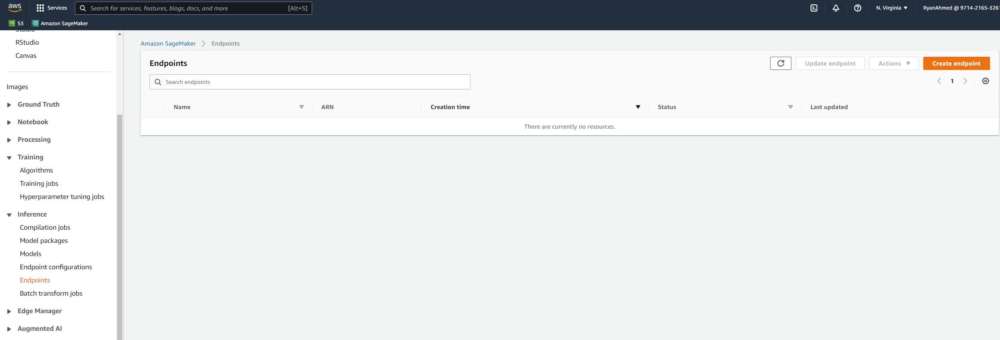 aws
Services
Search for services, features, blogs, docs, and more [Alt+S]
N. Virginia
RyanAhmed @ 9714-2165-3261
S3
Amazon SageMaker
Studio
RStudio
Canvas
Images
Ground Truth
Notebook
Processing
Training
Algorithms
Training jobs
Hyperparameter tuning jobs
Inference
Compilation jobs
Model packages
Models
Endpoint configurations
Endpoints
Batch transform jobs
Edge Manager
Augmented AI
Amazon SageMaker
Endpoints
Endpoints
Update endpoint
Actions
Create endpoint
Search endpoints
1
Name
ARN
Creation time
Status
Last updated
There are currently no resources.